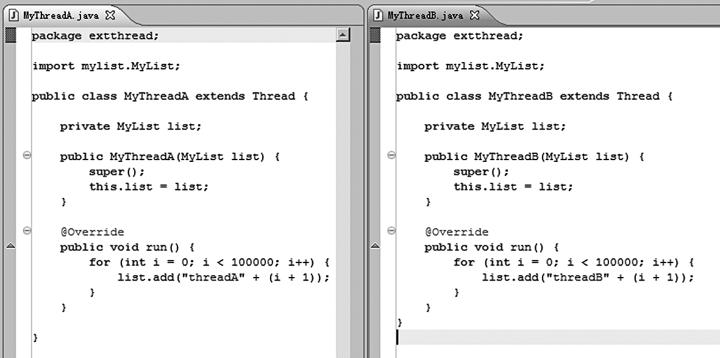 MyThreadA.java
package extthread;
import mylist.MyList;
public class MyThreadA extends Thread {
private MyList list;
public MyThreadA(MyList list) {
super();
this.list = list;
}
@Override
public void run() {
for (int i = 0; i < 100000; i++) {
list.add("threadA" + (i + 1));
}
}
}
MyThreadB.java
package extthread;
import mylist.MyList;
public class MyThreadB extends Thread {
private MyList list;
public MyThreadB(MyList list) {
super();
this.list = list;
}
@Override
public void run() {
for (int i = 0; i < 100000; i++) {
list.add("threadB" + (i + 1));
}
}
}